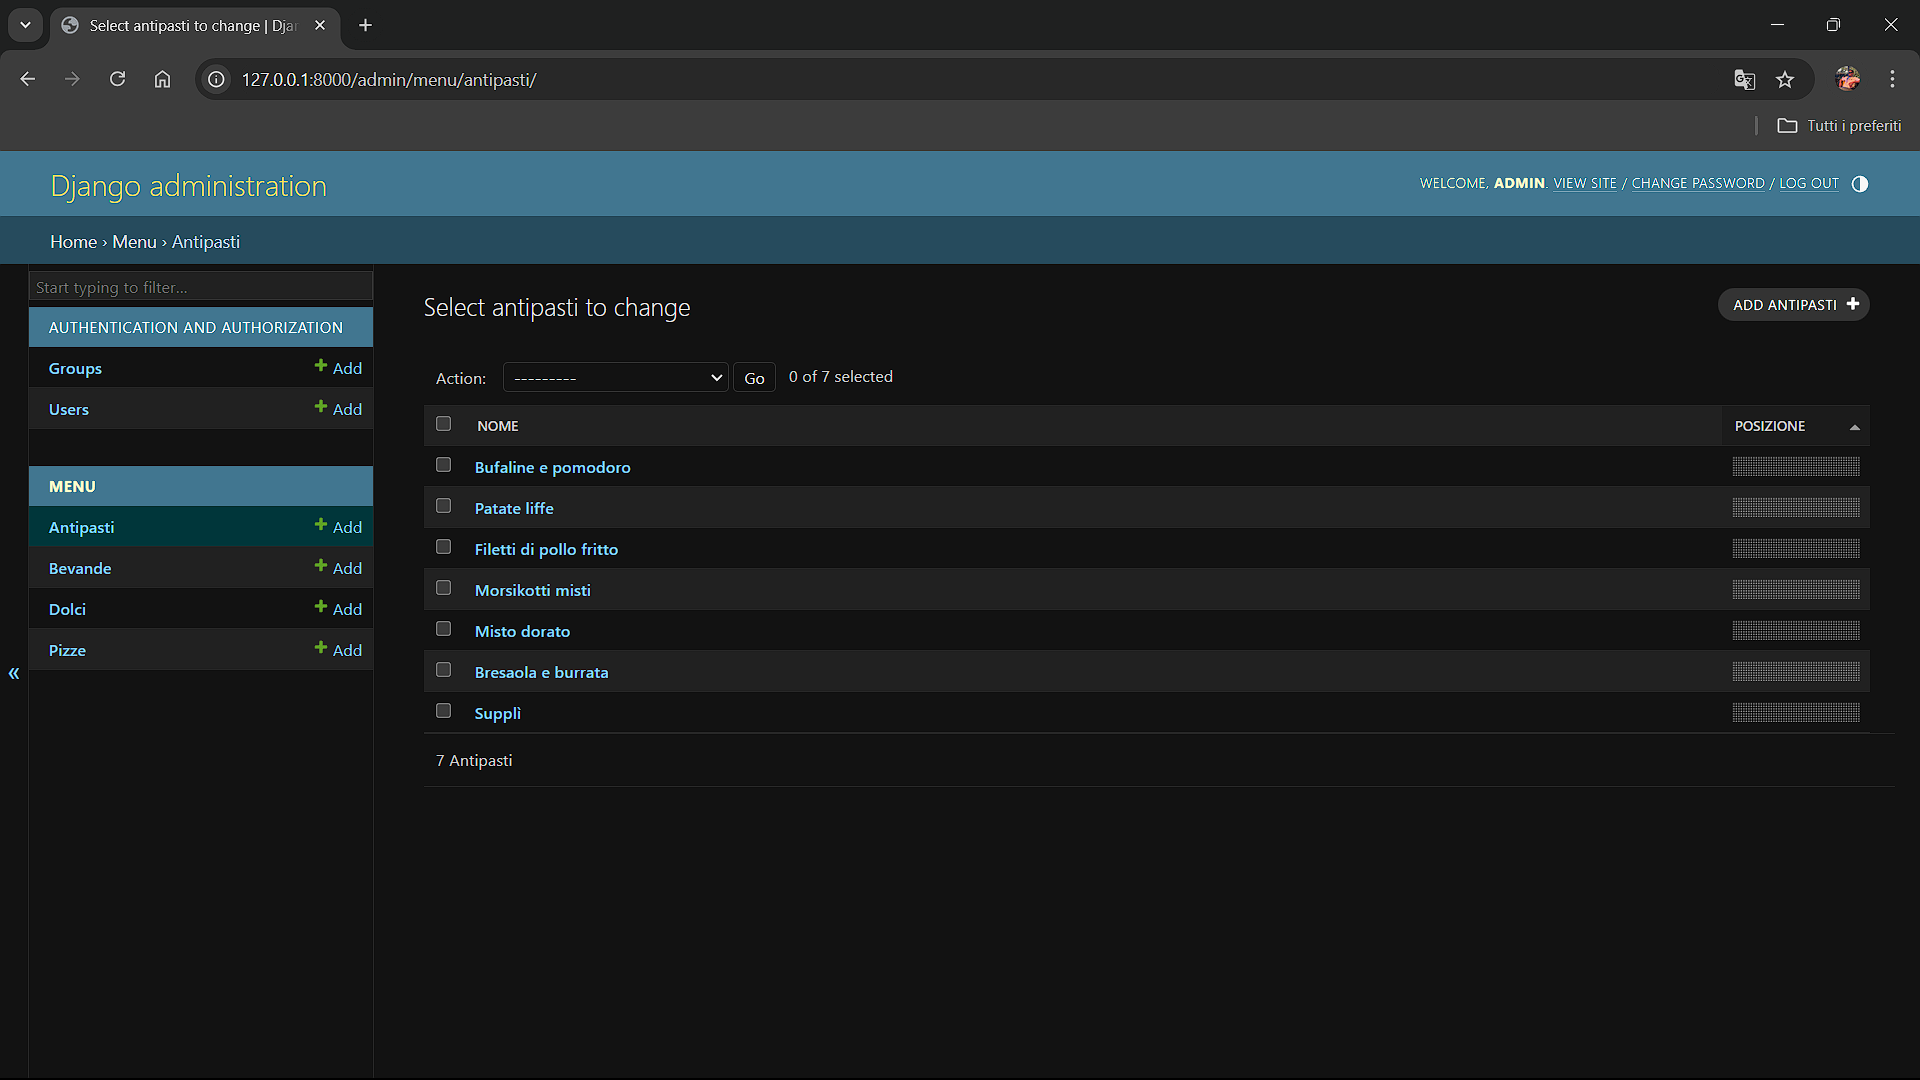 Select antipasti to change | Djan
127.0.0.1:8000/admin/menu/antipasti/
Tutti i preferiti
Django administration
WELCOME, ADMIN. VIEW SITE / CHANGE PASSWORD / LOG OUT
Home › Menu › Antipasti
Start typing to filter...
AUTHENTICATION AND AUTHORIZATION
Groups + Add
Users + Add
MENU
Antipasti + Add
Bevande + Add
Dolci + Add
Pizze + Add
«
Select antipasti to change
ADD ANTIPASTI +
Action: --------- Go 0 of 7 selected
NOME POSIZIONE
Bufaline e pomodoro
Patate liffe
Filetti di pollo fritto
Morsikotti misti
Misto dorato
Bresaola e burrata
Supplì
7 Antipasti